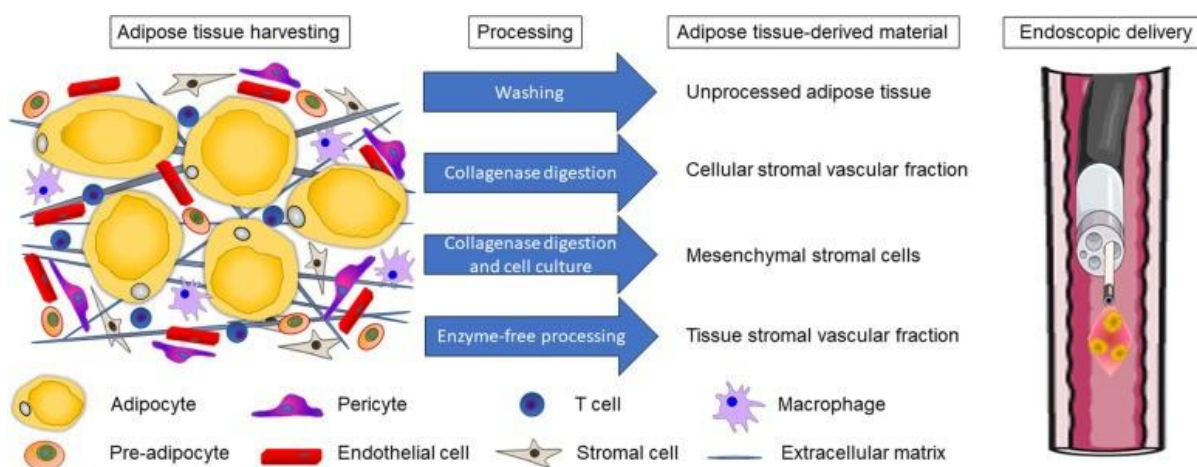 Adipose tissue harvesting
Processing
Adipose tissue-derived material
Endoscopic delivery
Washing
Unprocessed adipose tissue
Collagenase digestion
Cellular stromal vascular fraction
Collagenase digestion
and cell culture
Mesenchymal stromal cells
Enzyme-free processing
Tissue stromal vascular fraction
Adipocyte
Pericyte
T cell
Macrophage
Pre-adipocyte
Endothelial cell
Stromal cell
Extracellular matrix